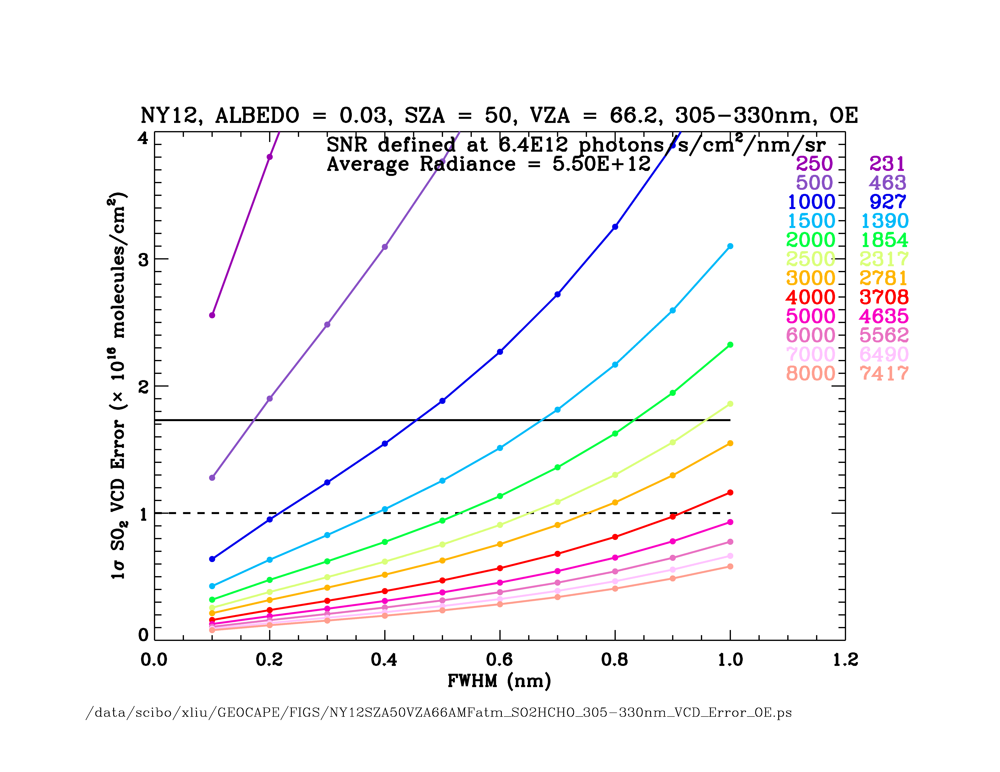 NY12, ALBEDO = 0.03, SZA = 50, VZA = 66.2, 305-330nm, OE
SNR defined at 6.4E12 photons/s/cm²/nm/sr
Average Radiance = 5.50E+12
250 231
500 463
1000 927
1500 1390
2000 1854
2500 2317
3000 2781
4000 3708
5000 4635
6000 5562
7000 6490
8000 7417
4
3
2
1
0
1σ SO₂ VCD Error (× 10¹⁶ molecules/cm²)
0.0 0.2 0.4 0.6 0.8 1.0 1.2
FWHM (nm)
/data/scibo/xliu/GEOCAPE/FIGS/NY12SZA50VZA66AMFatm_SO2HCHO_305-330nm_VCD_Error_OE.ps